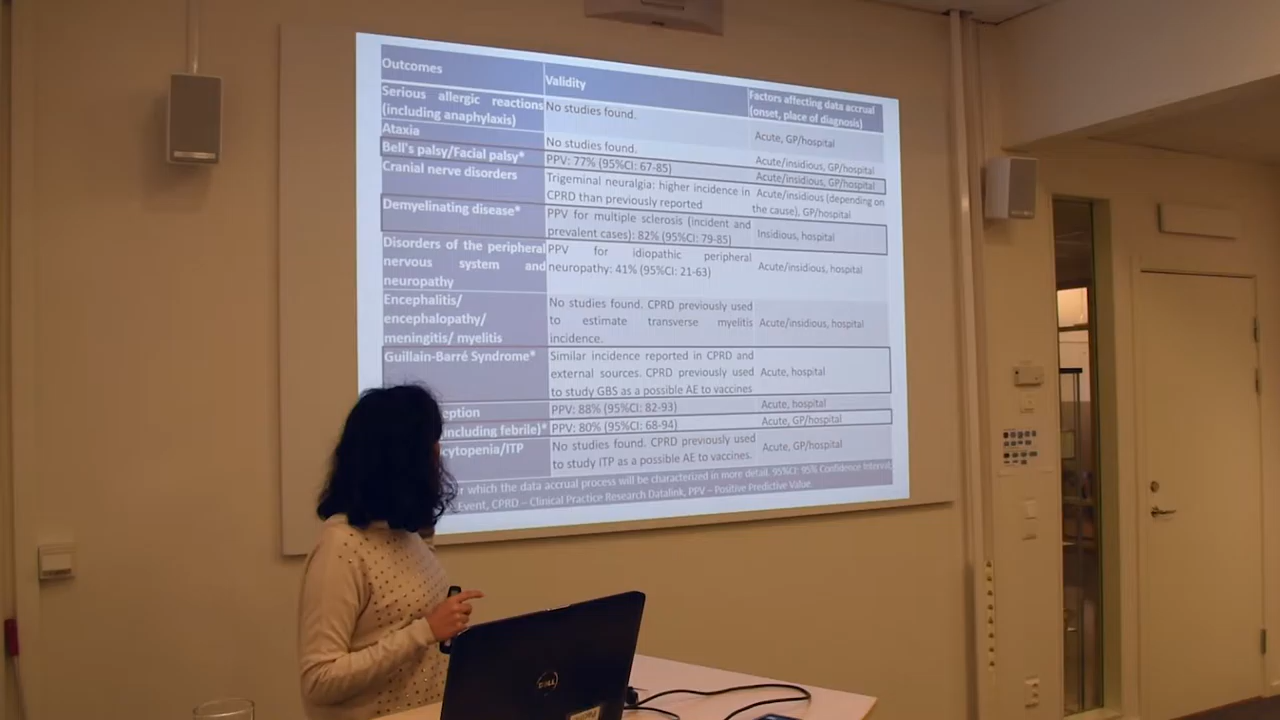 Outcomes
Validity
Factors affecting data accrual
(onset, place of diagnosis)
Serious allergic reactions
(including anaphylaxis)
No studies found.
Acute, GP/hospital
Ataxia
No studies found.
Acute/insidious, GP/hospital
Bell's palsy/Facial palsy*
PPV: 77% (95%CI: 67-85)
Acute/insidious, GP/hospital
Cranial nerve disorders
Trigeminal neuralgia: higher incidence in
CPRD than previously reported
Acute/insidious (depending on
the cause), GP/hospital
Demyelinating disease*
PPV for multiple sclerosis (incident and
prevalent cases): 82% (95%CI: 79-85)
Insidious, hospital
Disorders of the peripheral
nervous system and
neuropathy
PPV for idiopathic peripheral
neuropathy: 41% (95%CI: 21-63)
Acute/insidious, hospital
Encephalitis/
encephalopathy/
meningitis/ myelitis
No studies found. CPRD previously used
to estimate transverse myelitis
incidence.
Acute/insidious, hospital
Guillain-Barré Syndrome*
Similar incidence reported in CPRD and
external sources. CPRD previously used
to study GBS as a possible AE to vaccines
Acute, hospital
eption
PPV: 88% (95%CI: 82-93)
Acute, hospital
including febrile)*
PPV: 80% (95%CI: 68-94)
Acute, GP/hospital
cytopenia/ITP
No studies found. CPRD previously used
to study ITP as a possible AE to vaccines.
Acute, GP/hospital
or which the data accrual process will be characterized in more detail. 95%CI: 95% Confidence Interval
Event, CPRD – Clinical Practice Research Datalink, PPV – Positive Predictive Value
DELL